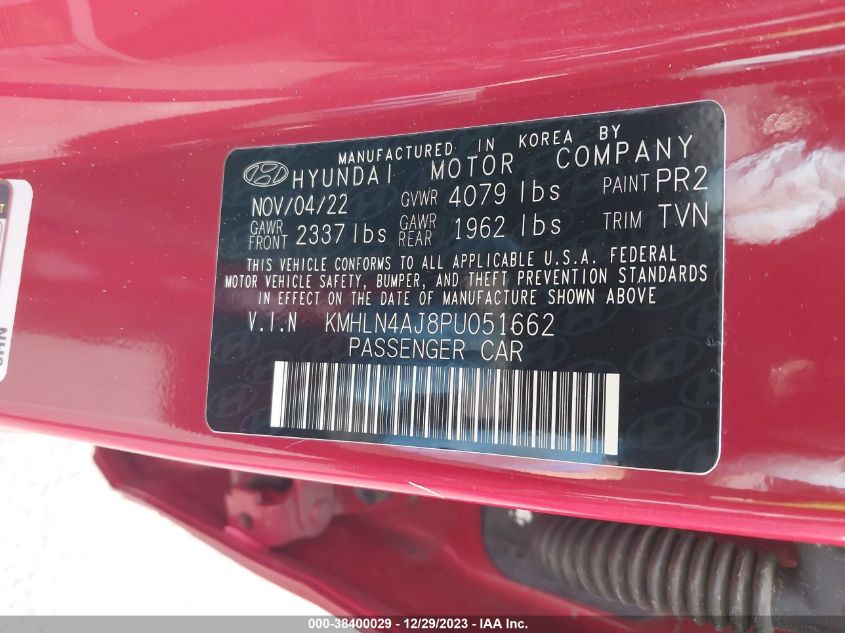 MANUFACTURED IN KOREA BY
HYUNDAI MOTOR COMPANY
NOV/04/22 GVWR 4079 lbs PAINT PR2
GAWR FRONT 2337 lbs GAWR REAR 1962 lbs TRIM TVN
THIS VEHICLE CONFORMS TO ALL APPLICABLE U.S.A. FEDERAL
MOTOR VEHICLE SAFETY, BUMPER, AND THEFT PREVENTION STANDARDS
IN EFFECT ON THE DATE OF MANUFACTURE SHOWN ABOVE
V.I.N KMHLN4AJ8PU051662
PASSENGER CAR
000-38400029 - 12/29/2023 - IAA Inc.